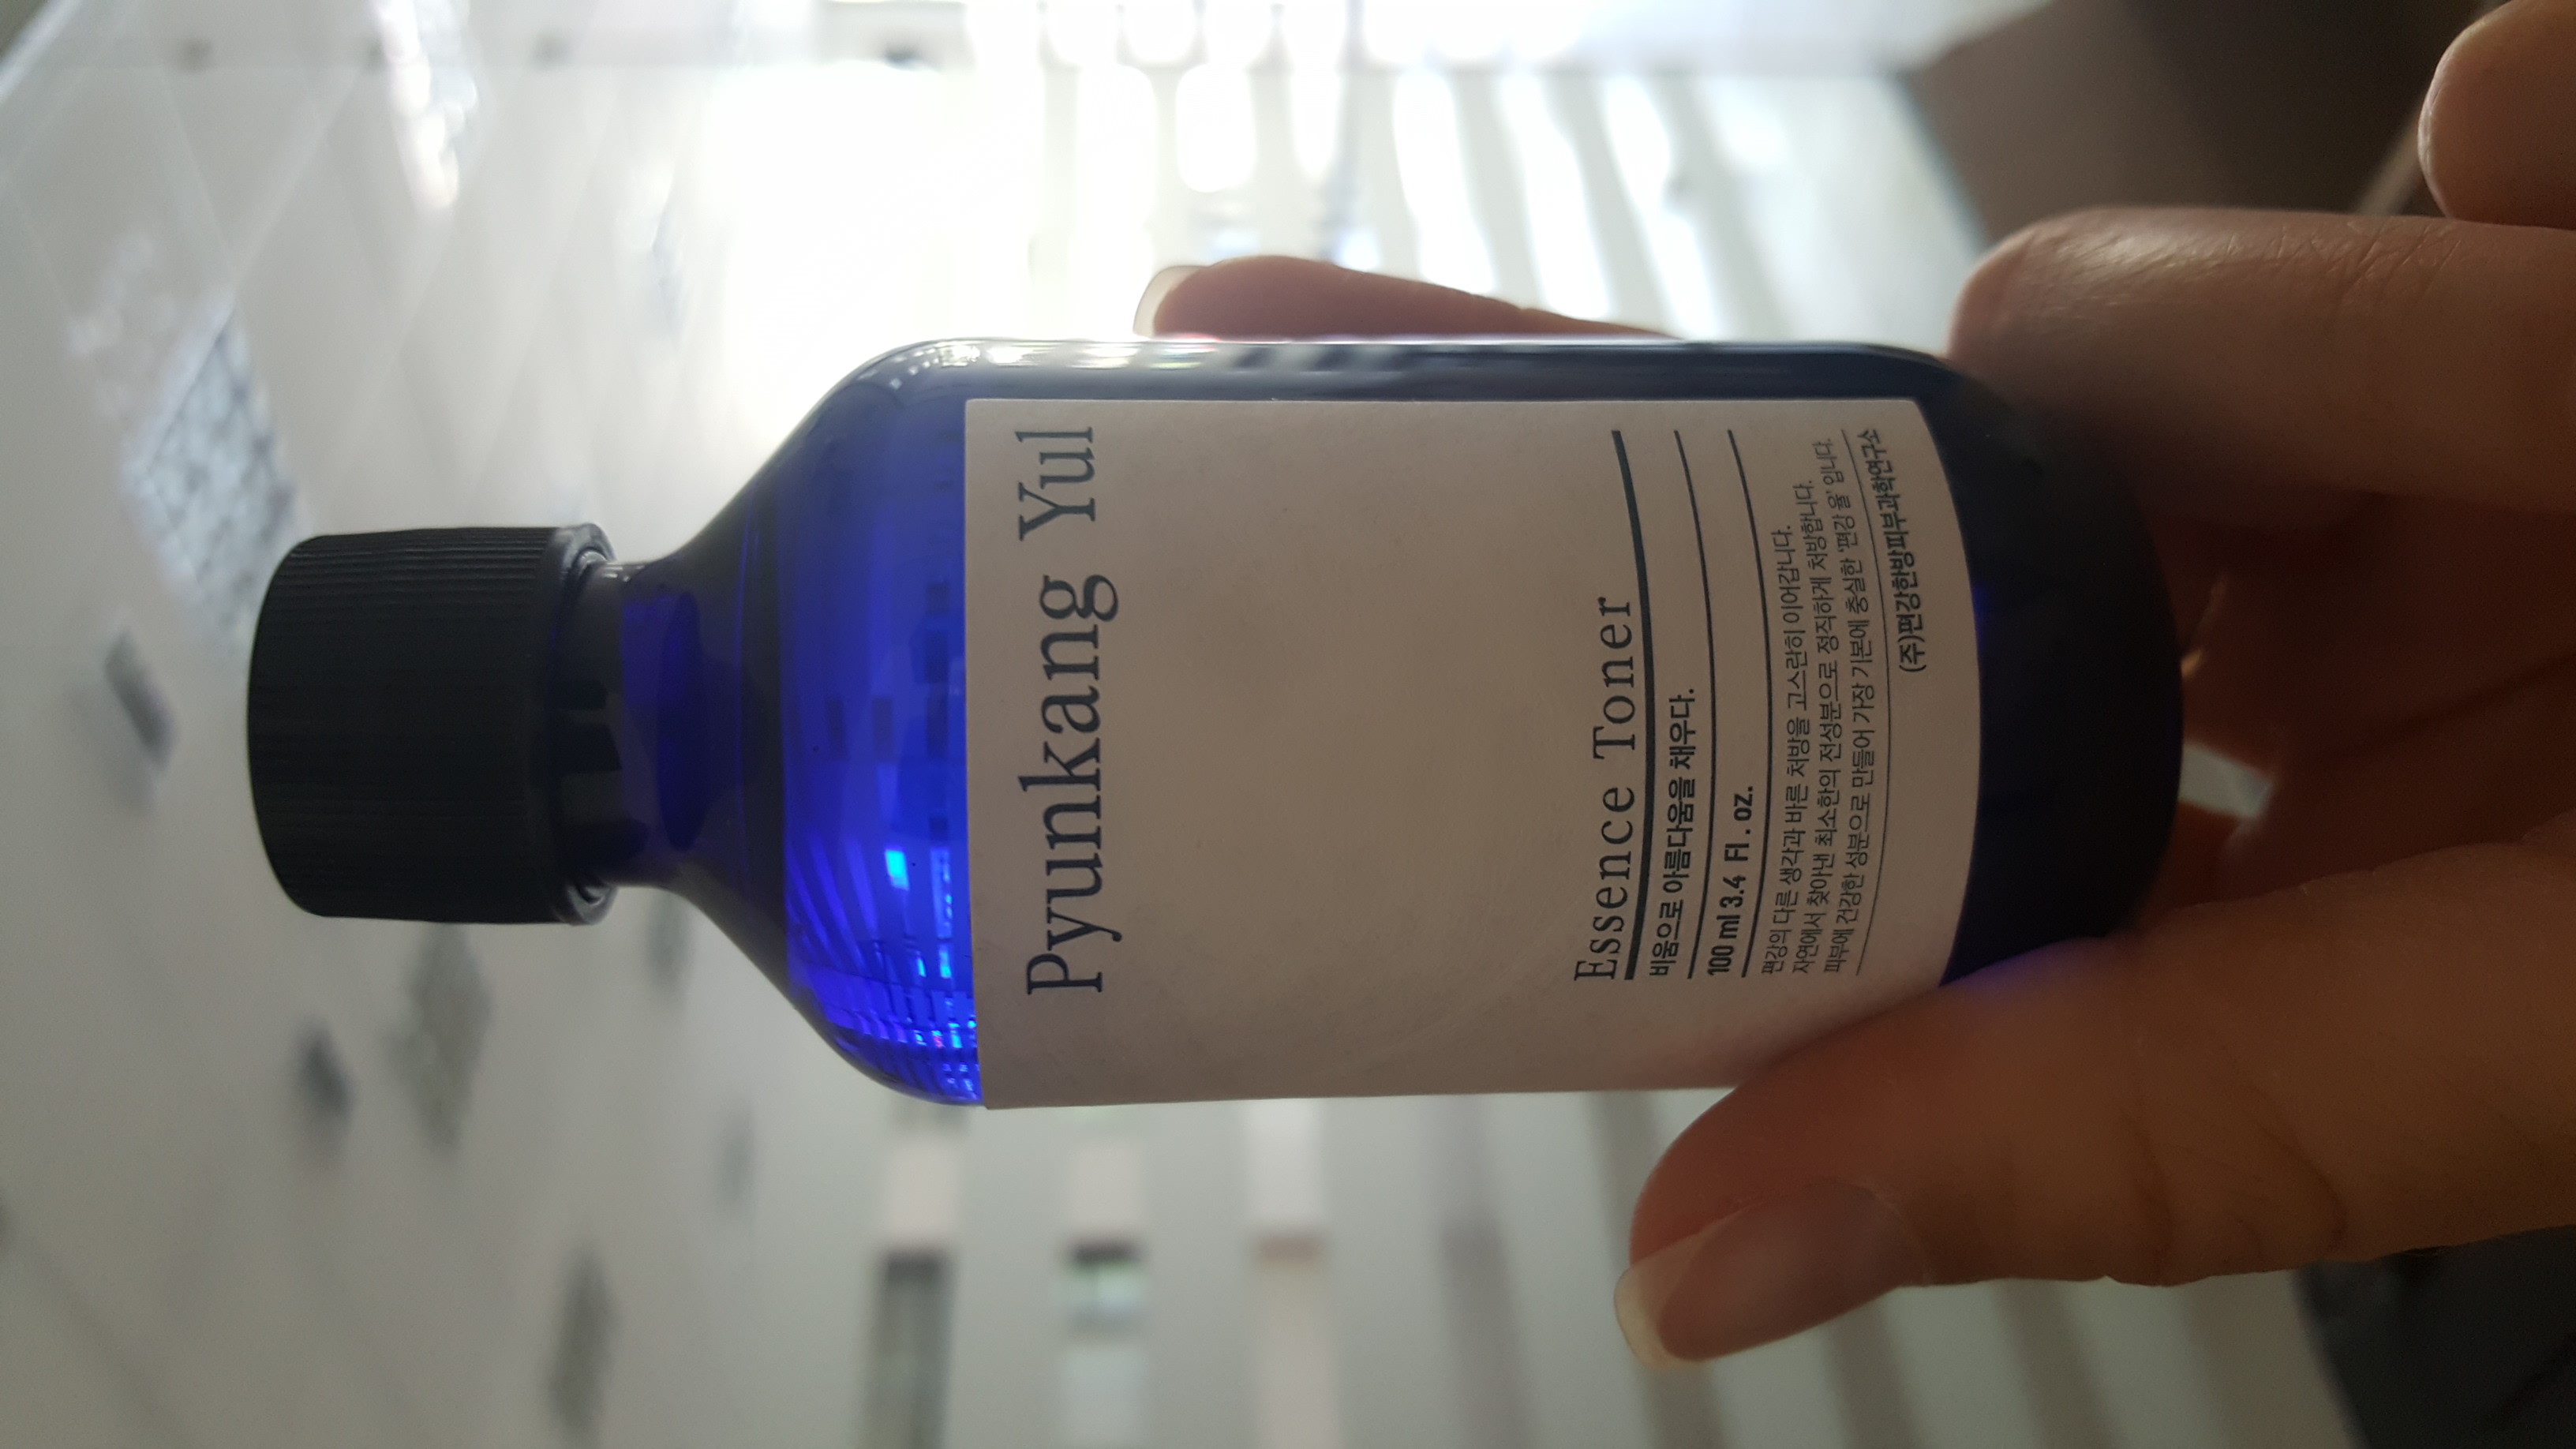 Pyunkang Yul
Essence Toner
비움으로 아름다움을 채우다.
100 ml 3.4 Fl. oz.
편강의 다른 생각과 바른 처방을 고스란히 이어갑니다.
자연에서 찾아낸 최소한의 전성분으로 정직하게 처방합니다.
피부에 건강한 성분으로 만들어 가장 기본에 충실한 '편강 율' 입니다.
(주)편강한방피부과학연구소